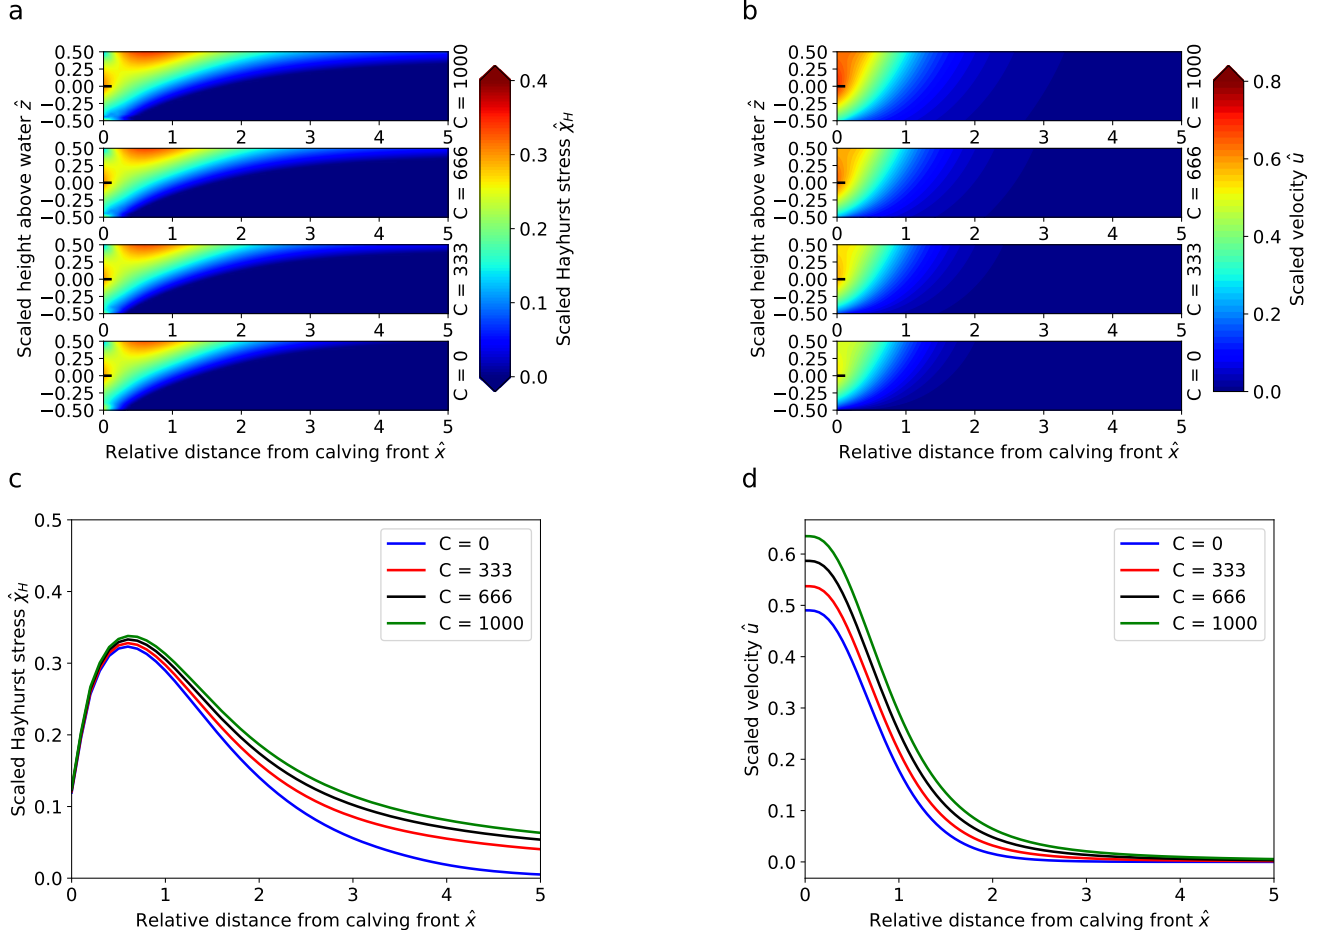 a
0.50
0.25
0.00
−0.25
−0.50
0 1 2 3 4 5
C = 1000
0.50
0.25
0.00
−0.25
−0.50
0 1 2 3 4 5
C = 666
0.50
0.25
0.00
−0.25
−0.50
0 1 2 3 4 5
C = 333
0.50
0.25
0.00
−0.25
−0.50
0 1 2 3 4 5
C = 0
Scaled height above water ẑ
Relative distance from calving front x̂
0.4
0.3
0.2
0.1
0.0
Scaled Hayhurst stress χ̂_H
b
0.50
0.25
0.00
−0.25
−0.50
0 1 2 3 4 5
C = 1000
0.50
0.25
0.00
−0.25
−0.50
0 1 2 3 4 5
C = 666
0.50
0.25
0.00
−0.25
−0.50
0 1 2 3 4 5
C = 333
0.50
0.25
0.00
−0.25
−0.50
0 1 2 3 4 5
C = 0
Scaled height above water ẑ
Relative distance from calving front x̂
0.8
0.6
0.4
0.2
0.0
Scaled velocity û
c
0.5
0.4
0.3
0.2
0.1
0.0
0 1 2 3 4 5
Scaled Hayhurst stress χ̂_H
Relative distance from calving front x̂
C = 0
C = 333
C = 666
C = 1000
d
0.6
0.5
0.4
0.3
0.2
0.1
0.0
0 1 2 3 4 5
Scaled velocity û
Relative distance from calving front x̂
C = 0
C = 333
C = 666
C = 1000